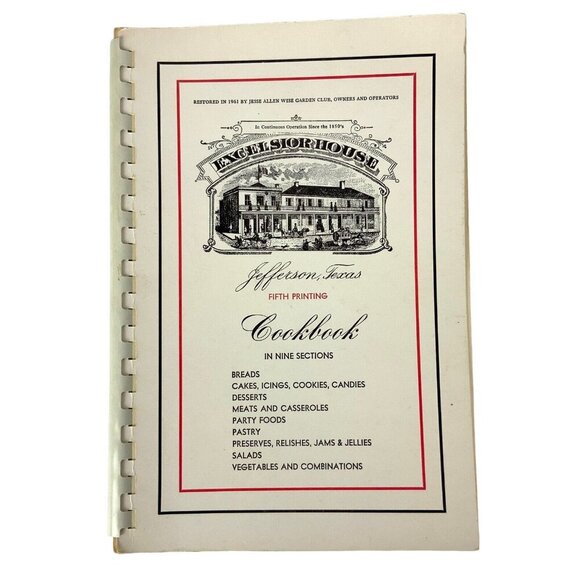 RESTORED IN 1961 BY JESSE ALLEN WISE GARDEN CLUB, OWNERS AND OPERATORS
In Continuous Operation Since the 1850's
EXCELSIOR HOUSE
Jefferson, Texas
FIFTH PRINTING
Cookbook
IN NINE SECTIONS
BREADS
CAKES, ICINGS, COOKIES, CANDIES
DESSERTS
MEATS AND CASSEROLES
PARTY FOODS
PASTRY
PRESERVES, RELISHES, JAMS & JELLIES
SALADS
VEGETABLES AND COMBINATIONS